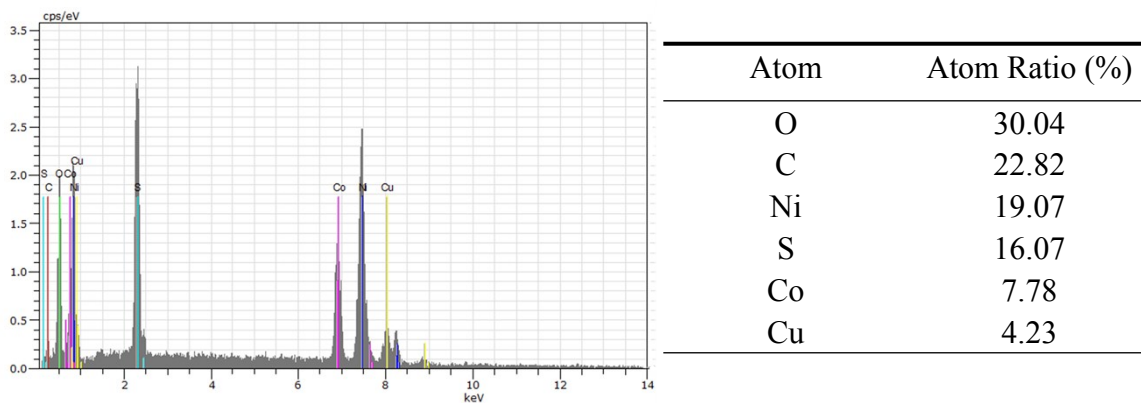 cps/eV
3.5
3.0
2.5
2.0
1.5
1.0
0.5
0.0
Cu
S O Co
C Ni
S
Co Ni Cu
2 4 6 8 10 12 14
keV
Atom Atom Ratio (%)
O 30.04
C 22.82
Ni 19.07
S 16.07
Co 7.78
Cu 4.23